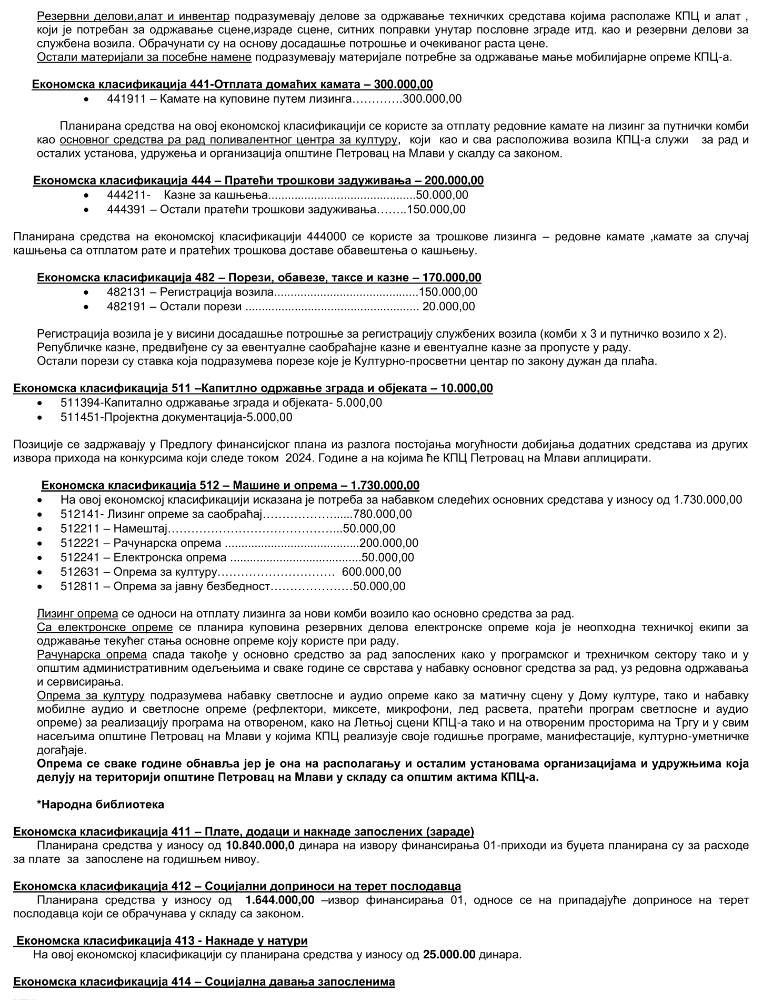 Резервни делови,алат и инвентар подразумевају делове за одржавање техничких средстава којима располаже КПЦ и алат ,
који је потребан за одржавање сцене,израде сцене, ситних поправки унутар пословне зграде итд. као и резервни делови за
службена возила. Обрачунати су на основу досадашње потрошње и очекиваног раста цене.
Остали материјали за посебне намене подразумевају материјале потребне за одржавање мање мобилијарне опреме КПЦ-а.
Економска класификација 441-Отплата домаћих камата – 300.000,00
• 441911 – Камате на куповине путем лизинга………….300.000,00
Планирана средства на овој економској класификацији се користе за отплату редовние камате на лизинг за путнички комби
као основног средства ра рад поливалентног центра за културу, који као и сва расположива возила КПЦ-а служи за рад и
осталих установа, удружења и организација општине Петровац на Млави у скалду са законом.
Економска класификација 444 – Пратећи трошкови задуживања – 200.000,00
• 444211- Казне за кашњења.............................................50.000,00
• 444391 – Остали пратећи трошкови задуживања……..150.000,00
Планирана средства на економској класификацији 444000 се користе за трошкове лизинга – редовне камате ,камате за случај
кашњења са отплатом рате и пратећих трошкова доставе обавештења о кашњењу.
Економска класификација 482 – Порези, обавезе, таксе и казне – 170.000,00
• 482131 – Регистрација возила............................................150.000,00
• 482191 – Остали порези ..................................................... 20.000,00
Регистрација возила је у висини досадашње потрошње за регистрацију службених возила (комби x 3 и путничко возило x 2).
Републичке казне, предвиђене су за евентуалне саобраћајне казне и евентуалне казне за пропусте у раду.
Остали порези су ставка која подразумева порезе које је Културно-просветни центар по закону дужан да плаћа.
Економска класификација 511 –Капитлно одржавње зграда и објеката – 10.000,00
• 511394-Капитално одржавање зграда и објеката- 5.000,00
• 511451-Пројектна документација-5.000,00
Позиције се задржавају у Предлогу финансијског плана из разлога постојања могућности добијања додатних средстава из других
извора прихода на конкурсима који следе током 2024. Године а на којима ће КПЦ Петровац на Млави аплицирати.
Економска класификација 512 – Машине и опрема – 1.730.000,00
• На овој економској класификацији исказана је потреба за набавком следећих основних средстава у износу од 1.730.000,00
• 512141- Лизинг опреме за саобраћај…………………......780.000,00
• 512211 – Намештај……………………………………...50.000,00
• 512221 – Рачунарска опрема .........................................200.000,00
• 512241 – Електронска опрема ........................................50.000,00
• 512631 – Опрема за културу………………………… 600.000,00
• 512811 – Опрема за јавну безбедност…………………50.000,00
Лизинг опрема се односи на отплату лизинга за нови комби возило као основно средства за рад.
Са електронске опреме се планира куповина резервних делова електронске опреме која је неопходна техничкој екипи за
одржавање текућег стања основне опреме коју користе при раду.
Рачунарска опрема спада такође у основно средство за рад запослених како у програмског и трехничком сектору тако и у
општим административним одељењима и сваке године се сврстава у набавку основног средства за рад, уз редовна одржавања
и сервисирања.
Опрема за културу подразумева набавку светлосне и аудио опреме како за матичну сцену у Дому културе, тако и набавку
мобилне аудио и светлосне опреме (рефлектори, миксете, микрофони, лед расвета, пратећи програм светлосне и аудио
опреме) за реализацију програма на отвореном, како на Летњој сцени КПЦ-а тако и на отвореним просторима на Тргу и у свим
насељима општине Петровац на Млави у којима КПЦ реализује своје годишње програме, манифестације, културно-уметничке
догађаје.
Опрема се сваке године обнавља јер је она на располагању и осталим установама организацијама и удружњима која
делују на територији општине Петровац на Млави у складу са општим актима КПЦ-а.
*Народна библиотека
Економска класификација 411 – Плате, додаци и накнаде запослених (зараде)
Планирана средства у износу од 10.840.000,0 динара на извору финансирања 01-приходи из буџета планирана су за расходе
за плате за запослене на годишњем нивоу.
Економска класификација 412 – Социјални доприноси на терет послодавца
Планирана средства у износу од 1.644.000,00 –извор финансирања 01, односе се на припадајуће доприносе на терет
послодавца који се обрачунава у складу са законом.
Економска класификација 413 - Накнаде у натури
На овој економској класификацији су планирана средства у износу од 25.000.00 динара.
Економска класификација 414 – Социјална давања запосленима